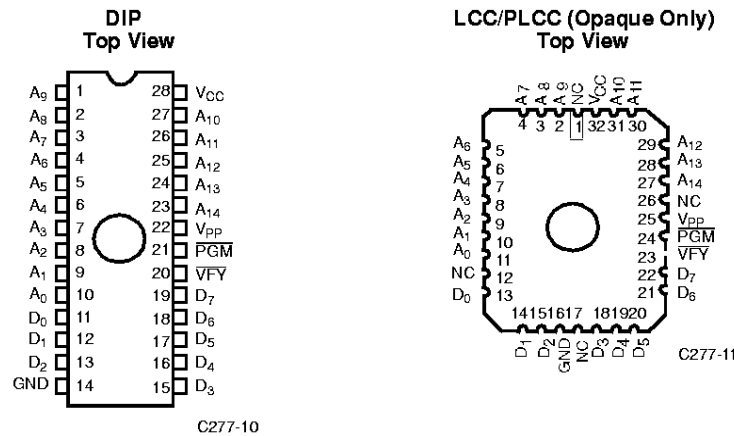 DIP
Top View
A9 1 28 VCC
A8 2 27 A10
A7 3 26 A11
A6 4 25 A12
A5 5 24 A13
A4 6 23 A14
A3 7 22 VPP
A2 8 21 PGM
A1 9 20 VFY
A0 10 19 D7
D0 11 18 D6
D1 12 17 D5
D2 13 16 D4
GND 14 15 D3
C277-10
LCC/PLCC (Opaque Only)
Top View
A7 A8 A9 NC VCC A10 A11
4 3 2 1 32 31 30
A6 5 29 A12
A5 6 28 A13
A4 7 27 A14
A3 8 26 NC
A2 9 25 VPP
A1 10 24 PGM
A0 11 23 VFY
NC 12 22 D7
D0 13 21 D6
14 15 16 17 18 19 20
D1 D2 GND NC D3 D4 D5
C277-11